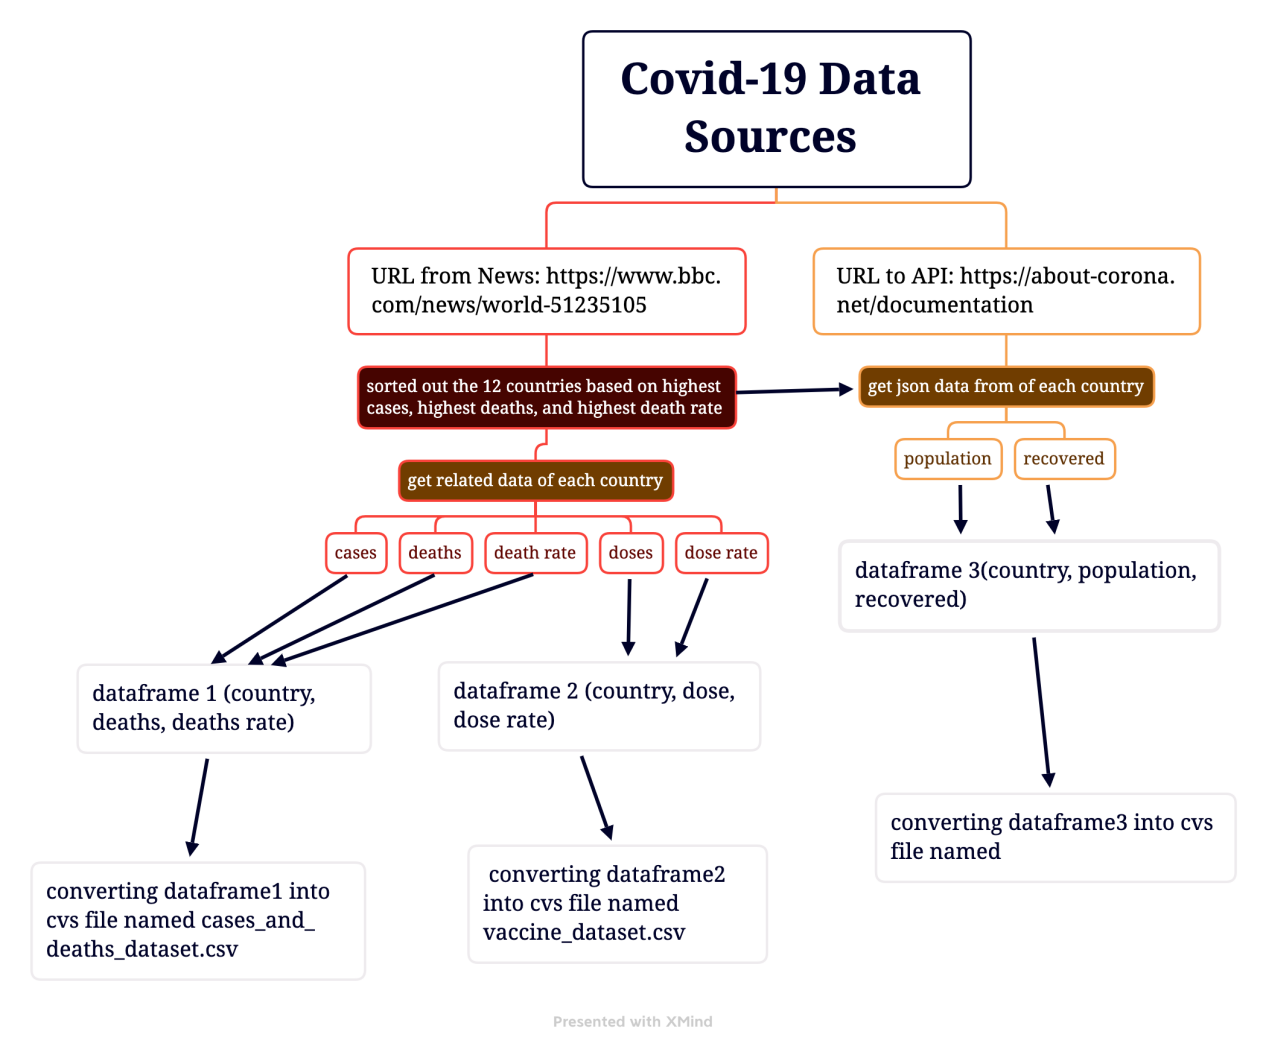 Covid-19 Data
Sources
URL from News: https://www.bbc.
com/news/world-51235105
URL to API: https://about-corona.
net/documentation
sorted out the 12 countries based on highest
cases, highest deaths, and highest death rate
get json data from of each country
population
recovered
get related data of each country
cases
deaths
death rate
doses
dose rate
dataframe 3(country, population,
recovered)
dataframe 1 (country,
deaths, deaths rate)
dataframe 2 (country, dose,
dose rate)
converting dataframe3 into cvs
file named
converting dataframe1 into
cvs file named cases_and_
deaths_dataset.csv
converting dataframe2
into cvs file named
vaccine_dataset.csv
Presented with XMind